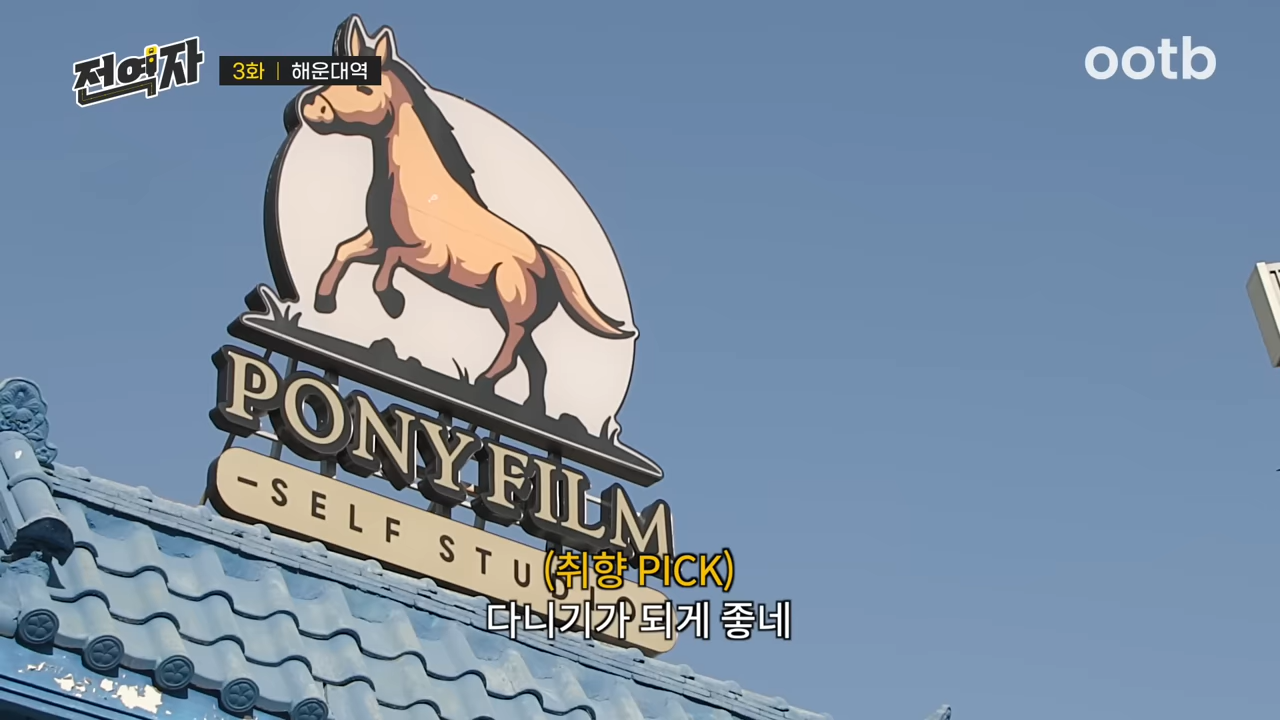 전역자
3화 | 해운대역
ootb
PONYFILM
-SELF STUDIO
(취향 PICK)
다니기가 되게 좋네